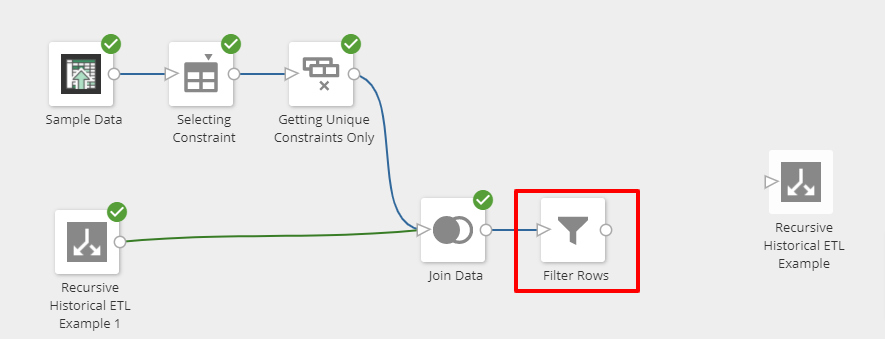 Sample Data
Selecting
Constraint
Getting Unique
Constraints Only
Recursive
Historical ETL
Example
Join Data
Filter Rows
Recursive
Historical ETL
Example 1